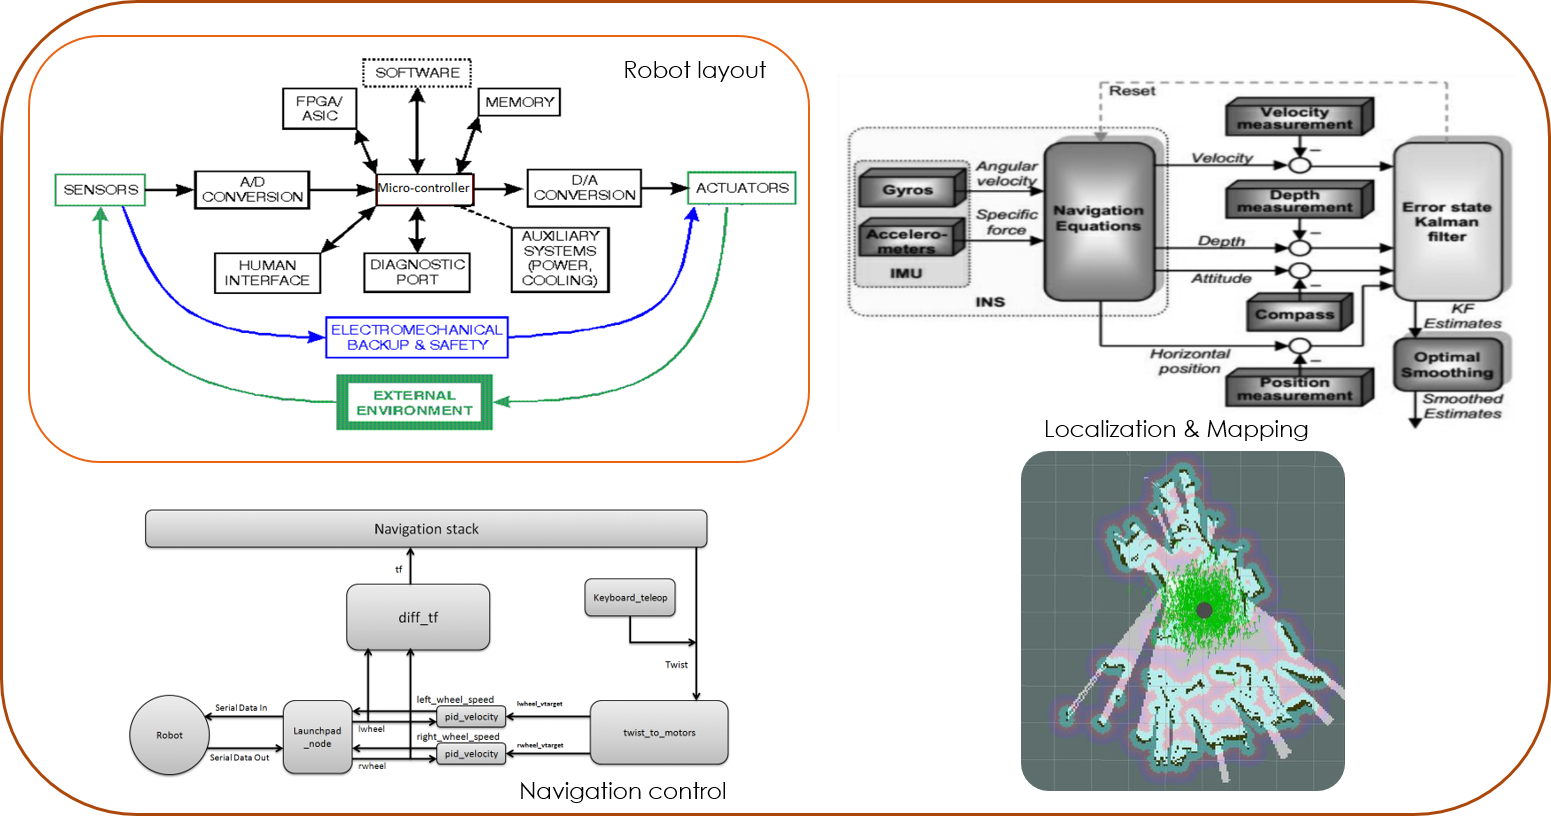 Robot layout
SOFTWARE
FPGA/
ASIC
MEMORY
SENSORS
A/D
CONVERSION
Micro-controller
D/A
CONVERSION
ACTUATORS
HUMAN
INTERFACE
DIAGNOSTIC
PORT
AUXILIARY
SYSTEMS
(POWER,
COOLING)
ELECTROMECHANICAL
BACKUP & SAFETY
EXTERNAL
ENVIRONMENT
Reset
Velocity
measurement
Gyros
Angular
velocity
Accelero-
meters
Specific
force
IMU
INS
Navigation
Equations
Velocity
Depth
measurement
Depth
Attitude
Compass
Horizontal
position
Position
measurement
Error state
Kalman
filter
KF
Estimates
Optimal
Smoothing
Smoothed
Estimates
Localization & Mapping
Navigation stack
tf
diff_tf
Keyboard_teleop
Twist
Robot
Serial Data In
Serial Data Out
Launchpad
_node
left_wheel_speed
lwheel
right_wheel_speed
rwheel
pid_velocity
pid_velocity
lwheel_vtarget
rwheel_vtarget
twist_to_motors
Navigation control